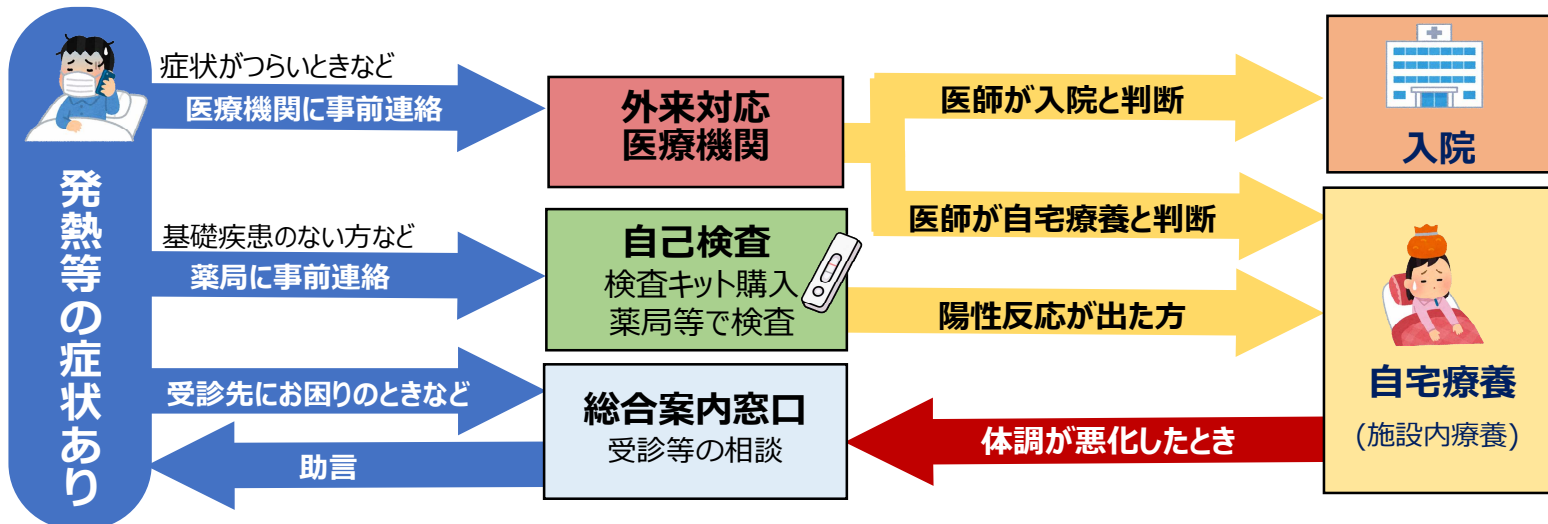 発熱等の症状あり
症状がつらいときなど
医療機関に事前連絡
基礎疾患のない方など
薬局に事前連絡
受診先にお困りのときなど
助言
外来対応
医療機関
自己検査
検査キット購入
薬局等で検査
総合案内窓口
受診等の相談
医師が入院と判断
医師が自宅療養と判断
陽性反応が出た方
体調が悪化したとき
入院
自宅療養
(施設内療養)